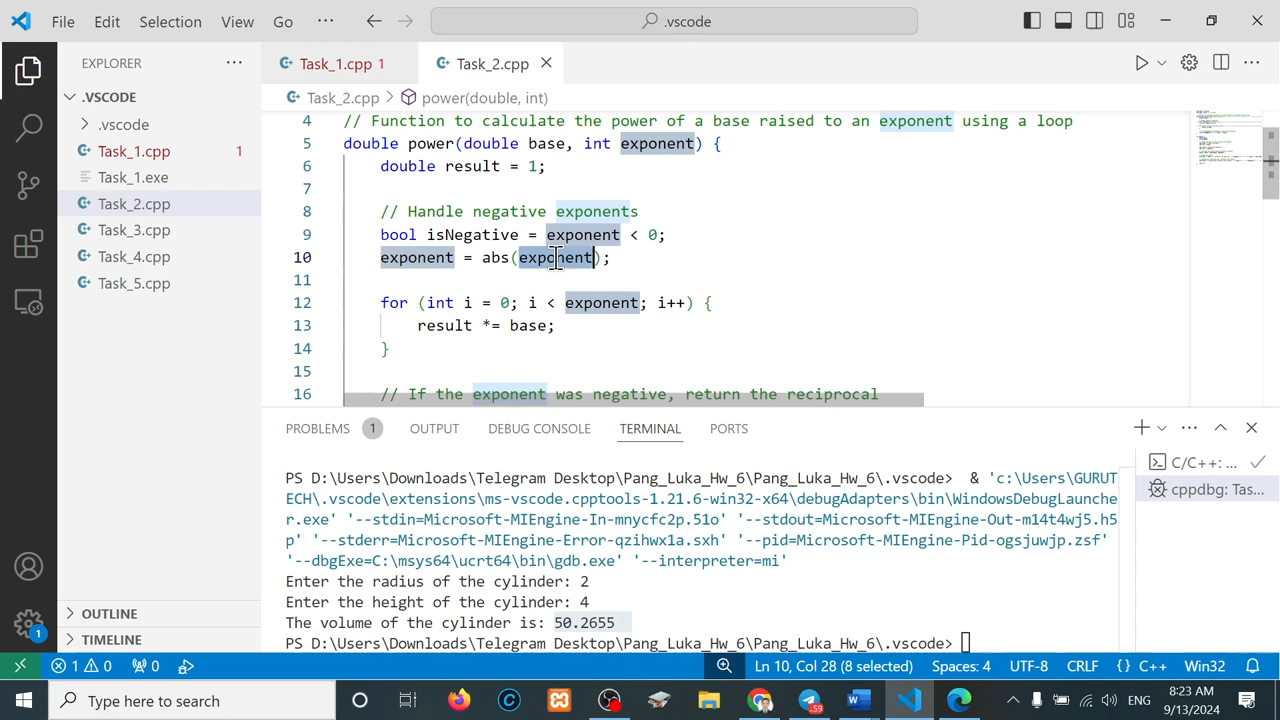 File Edit Selection View Go ··· .vscode
EXPLORER ···
.VSCODE
.vscode
Task_1.cpp 1
Task_1.exe
Task_2.cpp
Task_3.cpp
Task_4.cpp
Task_5.cpp
OUTLINE
TIMELINE
Task_1.cpp 1 Task_2.cpp
Task_2.cpp > power(double, int)
4 // Function to calculate the power of a base raised to an exponent using a loop
5 double power(double base, int exponent) {
6 double result = 1;
7
8 // Handle negative exponents
9 bool isNegative = exponent < 0;
10 exponent = abs(exponent);
11
12 for (int i = 0; i < exponent; i++) {
13 result *= base;
14 }
15
16 // If the exponent was negative, return the reciprocal
PROBLEMS 1 OUTPUT DEBUG CONSOLE TERMINAL PORTS
PS D:\Users\Downloads\Telegram Desktop\Pang_Luka_Hw_6\Pang_Luka_Hw_6\.vscode> & 'c:\Users\GURUT
ECH\.vscode\extensions\ms-vscode.cpptools-1.21.6-win32-x64\debugAdapters\bin\WindowsDebugLaunche
r.exe' '--stdin=Microsoft-MIEngine-In-mnycfc2p.51o' '--stdout=Microsoft-MIEngine-Out-m14t4wj5.h5
p' '--stderr=Microsoft-MIEngine-Error-qzihwx1a.sxh' '--pid=Microsoft-MIEngine-Pid-ogsjuwjp.zsf'
'--dbgExe=C:\msys64\ucrt64\bin\gdb.exe' '--interpreter=mi'
Enter the radius of the cylinder: 2
Enter the height of the cylinder: 4
The volume of the cylinder is: 50.2655
PS D:\Users\Downloads\Telegram Desktop\Pang_Luka_Hw_6\Pang_Luka_Hw_6\.vscode>
C/C++: ...
cppdbg: Tas...
1
1 0 0 Ln 10, Col 28 (8 selected) Spaces: 4 UTF-8 CRLF {} C++ Win32
Type here to search
59
ENG
8:23 AM
9/13/2024